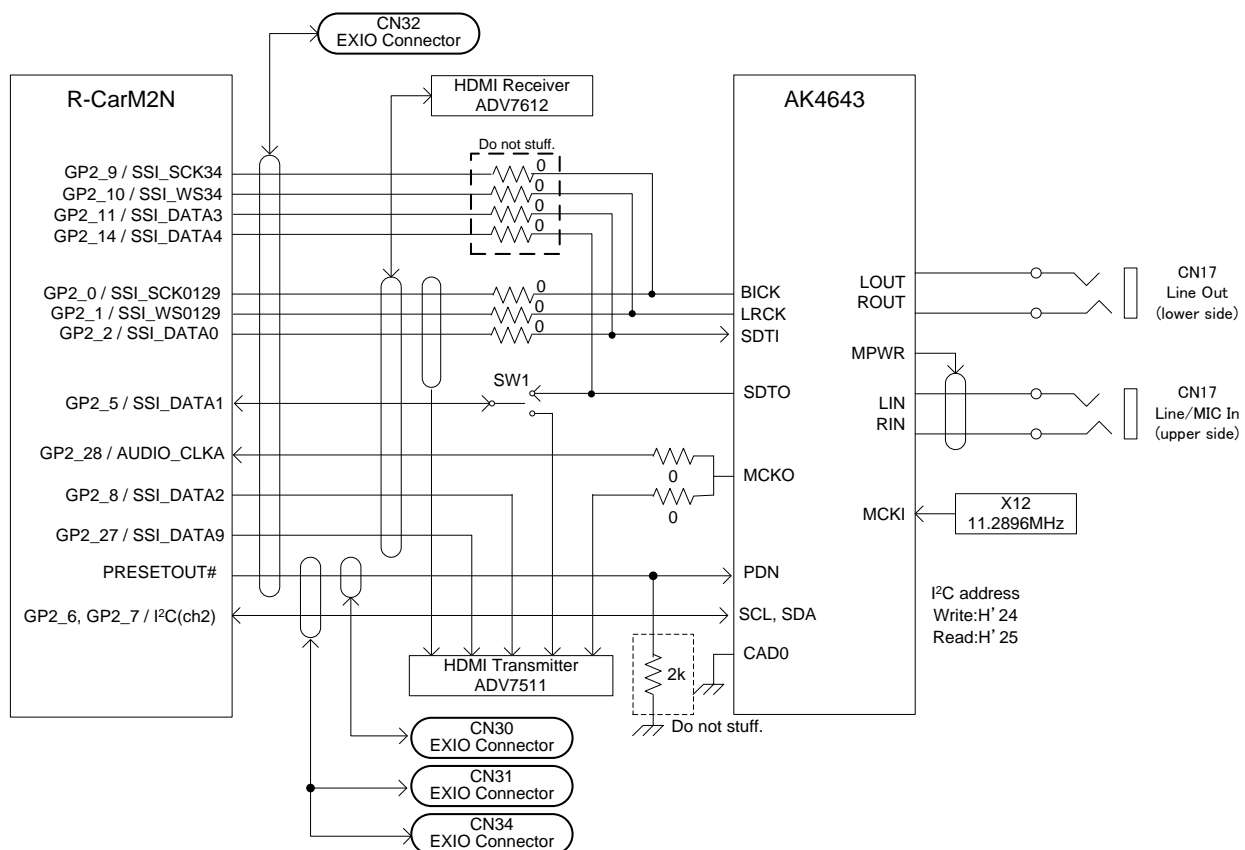 CN32
EXIO Connector
R-CarM2N
HDMI Receiver
ADV7612
AK4643
Do not stuff.
GP2_9 / SSI_SCK34
0
GP2_10 / SSI_WS34
0
GP2_11 / SSI_DATA3
0
GP2_14 / SSI_DATA4
0
GP2_0 / SSI_SCK0129
0
BICK
GP2_1 / SSI_WS0129
0
LRCK
GP2_2 / SSI_DATA0
0
SDTI
LOUT
ROUT
CN17
Line Out
(lower side)
MPWR
SW1
GP2_5 / SSI_DATA1
SDTO
LIN
RIN
CN17
Line/MIC In
(upper side)
GP2_28 / AUDIO_CLKA
0
MCKO
GP2_8 / SSI_DATA2
0
MCKI
X12
11.2896MHz
GP2_27 / SSI_DATA9
PRESETOUT#
PDN
GP2_6, GP2_7 / I²C(ch2)
SCL, SDA
I²C address
Write:H'24
Read:H'25
CAD0
HDMI Transmitter
ADV7511
2k
Do not stuff.
CN30
EXIO Connector
CN31
EXIO Connector
CN34
EXIO Connector